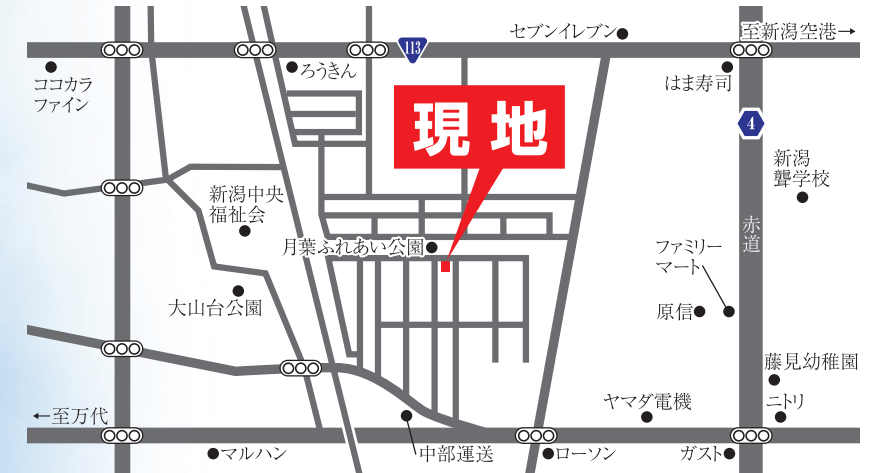 セブンイレブン
至新潟空港→
113
ろうきん
ココカラ
ファイン
はま寿司
現地
4
新潟
聾学校
新潟中央
福祉会
赤道
月葉ふれあい公園
ファミリー
マート
大山台公園
原信
藤見幼稚園
ヤマダ電機
ニトリ
←至万代
マルハン
中部運送
ローソン
ガスト